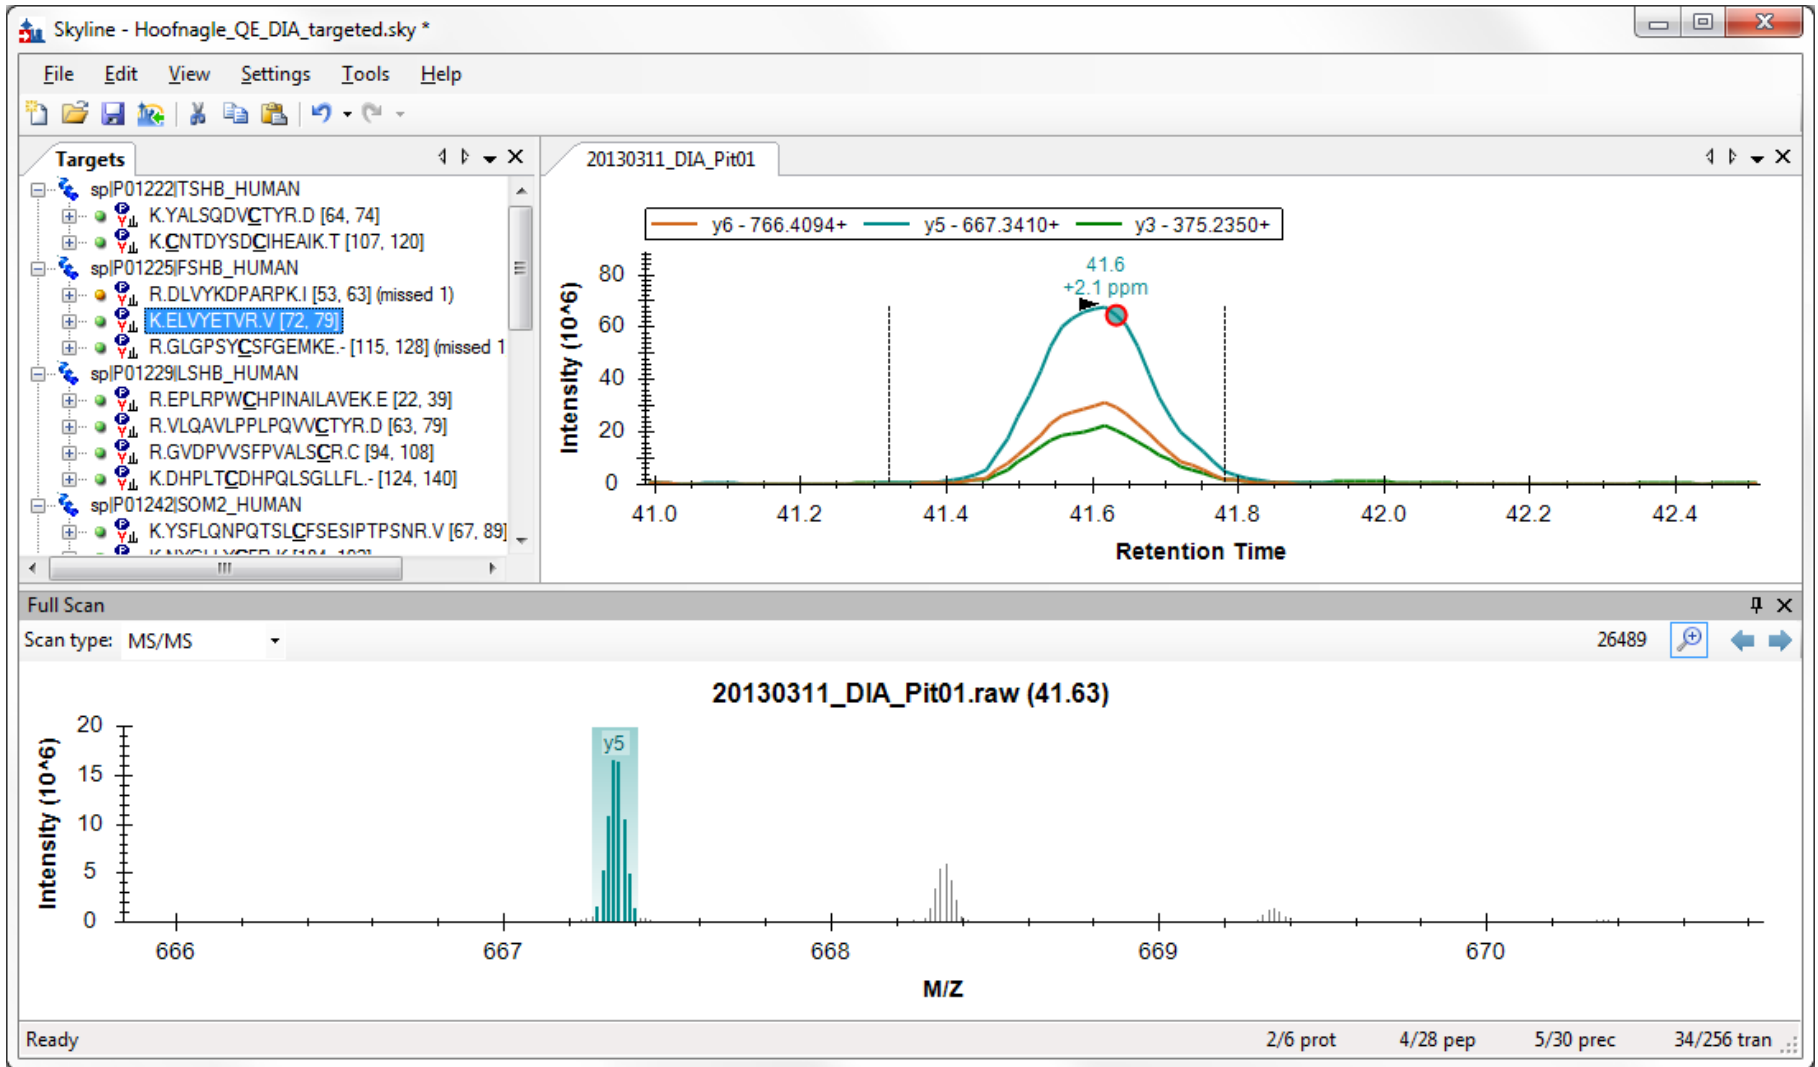 Skyline - Hoofnagle_QE_DIA_targeted.sky *
File Edit View Settings Tools Help
Targets
sp|P01222|TSHB_HUMAN
K.YALSQDVCTYR.D [64, 74]
K.CNTDYSDCIHEAIK.T [107, 120]
sp|P01225|FSHB_HUMAN
R.DLVYKDPARPK.I [53, 63] (missed 1)
K.ELVYETVR.V [72, 79]
R.GLGPSYCSFGEMKE.- [115, 128] (missed 1
sp|P01229|LSHB_HUMAN
R.EPLRPWCHPINAILAVEK.E [22, 39]
R.VLQAVLPPLPQVVCTYR.D [63, 79]
R.GVDPVVSFPVALSCR.C [94, 108]
K.DHPLTCDHPQLSGLLFL.- [124, 140]
sp|P01242|SOM2_HUMAN
K.YSFLQNPQTSLCFSESIPTPSNR.V [67, 89]
20130311_DIA_Pit01
y6 - 766.4094+ y5 - 667.3410+ y3 - 375.2350+
41.6
+2.1 ppm
Intensity (10^6)
80
60
40
20
0
41.0 41.2 41.4 41.6 41.8 42.0 42.2 42.4
Retention Time
Full Scan
Scan type: MS/MS 26489
20130311_DIA_Pit01.raw (41.63)
y5
Intensity (10^6)
20
15
10
5
0
666 667 668 669 670
M/Z
Ready 2/6 prot 4/28 pep 5/30 prec 34/256 tran